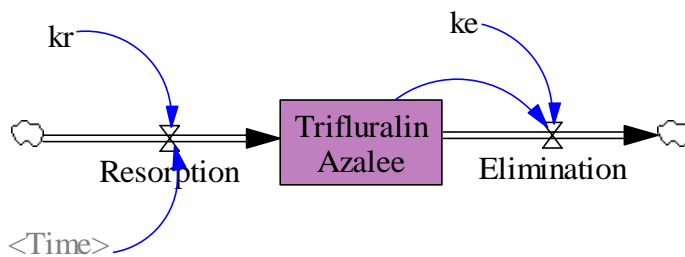 kr
ke
Trifluralin
Azalee
Resorption
Elimination
<Time>